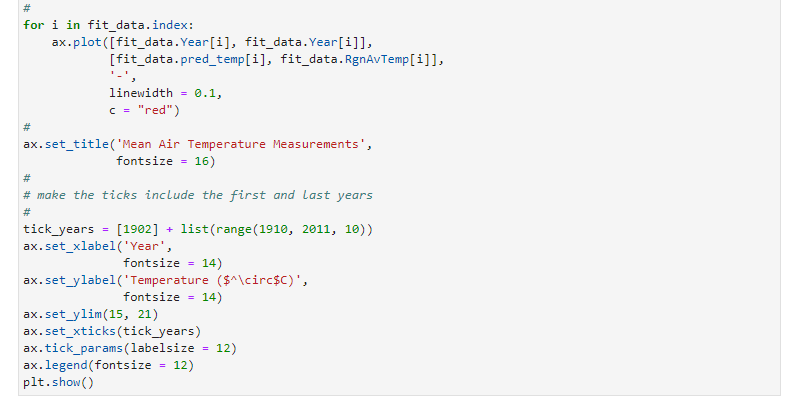 #
for i in fit_data.index:
    ax.plot([fit_data.Year[i], fit_data.Year[i]],
            [fit_data.pred_temp[i], fit_data.RgnAvTemp[i]],
            '-',
            linewidth = 0.1,
            c = "red")
#
ax.set_title('Mean Air Temperature Measurements',
             fontsize = 16)
#
# make the ticks include the first and last years
#
tick_years = [1902] + list(range(1910, 2011, 10))
ax.set_xlabel('Year',
              fontsize = 14)
ax.set_ylabel('Temperature ($^\circ$C)',
              fontsize = 14)
ax.set_ylim(15, 21)
ax.set_xticks(tick_years)
ax.tick_params(labelsize = 12)
ax.legend(fontsize = 12)
plt.show()